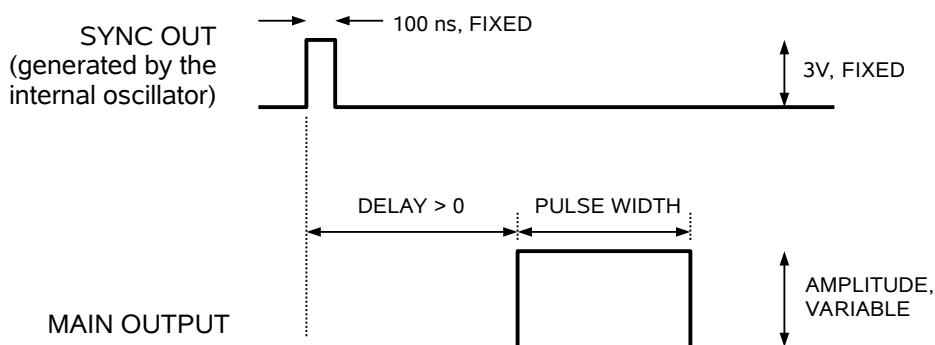 SYNC OUT
(generated by the
internal oscillator)
100 ns, FIXED
3V, FIXED
DELAY > 0
PULSE WIDTH
AMPLITUDE,
VARIABLE
MAIN OUTPUT